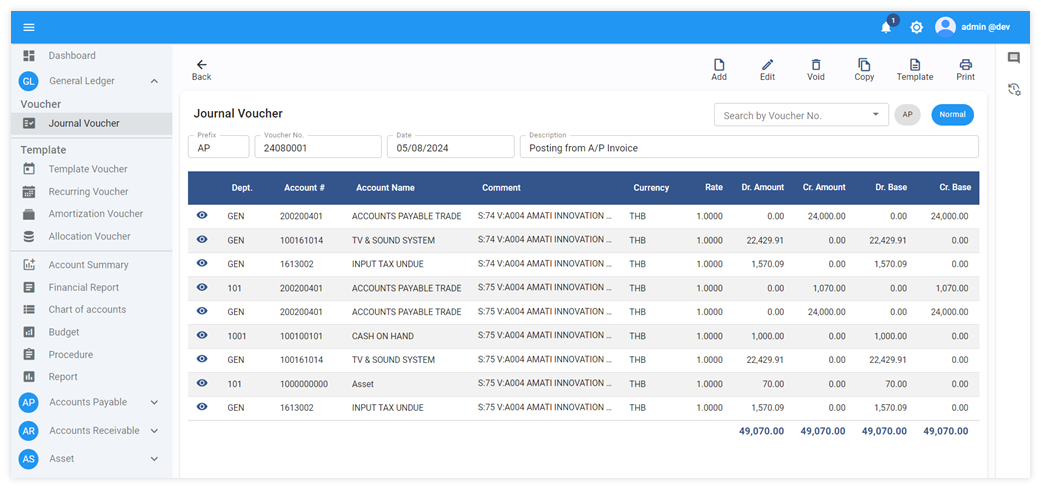 1
admin @dev
Dashboard
GL General Ledger
Voucher
Journal Voucher
Template
Template Voucher
Recurring Voucher
Amortization Voucher
Allocation Voucher
Account Summary
Financial Report
Chart of accounts
Budget
Procedure
Report
AP Accounts Payable
AR Accounts Receivable
AS Asset
Back
Add Edit Void Copy Template Print
Journal Voucher
Search by Voucher No. AP Normal
Prefix Voucher No. Date Description
AP 24080001 05/08/2024 Posting from A/P Invoice
Dept. Account # Account Name Comment Currency Rate Dr. Amount Cr. Amount Dr. Base Cr. Base
GEN 200200401 ACCOUNTS PAYABLE TRADE S:74 V:A004 AMATI INNOVATION ... THB 1.0000 0.00 24,000.00 0.00 24,000.00
GEN 100161014 TV & SOUND SYSTEM S:74 V:A004 AMATI INNOVATION ... THB 1.0000 22,429.91 0.00 22,429.91 0.00
GEN 1613002 INPUT TAX UNDUE S:74 V:A004 AMATI INNOVATION ... THB 1.0000 1,570.09 0.00 1,570.09 0.00
101 200200401 ACCOUNTS PAYABLE TRADE S:75 V:A004 AMATI INNOVATION ... THB 1.0000 0.00 1,070.00 0.00 1,070.00
GEN 200200401 ACCOUNTS PAYABLE TRADE S:75 V:A004 AMATI INNOVATION ... THB 1.0000 0.00 24,000.00 0.00 24,000.00
1001 100100101 CASH ON HAND S:75 V:A004 AMATI INNOVATION ... THB 1.0000 1,000.00 0.00 1,000.00 0.00
GEN 100161014 TV & SOUND SYSTEM S:75 V:A004 AMATI INNOVATION ... THB 1.0000 22,429.91 0.00 22,429.91 0.00
101 1000000000 Asset S:75 V:A004 AMATI INNOVATION ... THB 1.0000 70.00 0.00 70.00 0.00
GEN 1613002 INPUT TAX UNDUE S:75 V:A004 AMATI INNOVATION ... THB 1.0000 1,570.09 0.00 1,570.09 0.00
49,070.00 49,070.00 49,070.00 49,070.00